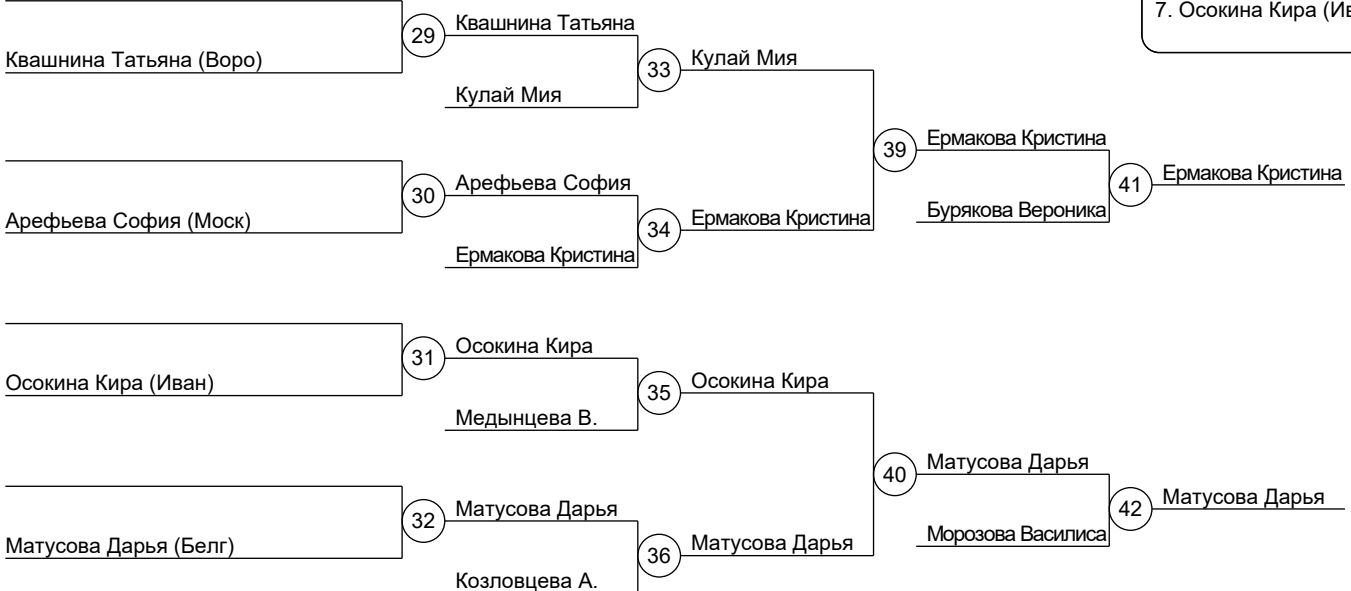 7. Осокина Кира (Ив
29
Квашнина Татьяна
Квашнина Татьяна (Воро)
33
Кулай Мия
Кулай Мия
39
Ермакова Кристина
30
Арефьева София
41
Ермакова Кристина
Арефьева София (Моск)
34
Ермакова Кристина
Бурякова Вероника
Ермакова Кристина
31
Осокина Кира
Осокина Кира (Иван)
35
Осокина Кира
Медынцева В.
40
Матусова Дарья
32
Матусова Дарья
42
Матусова Дарья
Матусова Дарья (Белг)
36
Матусова Дарья
Морозова Василиса
Козловцева А.